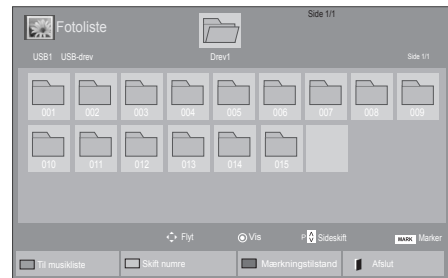 Side 1/1
Fotoliste
USB1 USB-drev Drev1 Side 1/1
001 002 003 004 005 006 007 008 009
010 011 012 013 014 015
Flyt Vis P Sideskift MARK Marker
Til musikliste Skift numre Mærkningstilstand Afslut